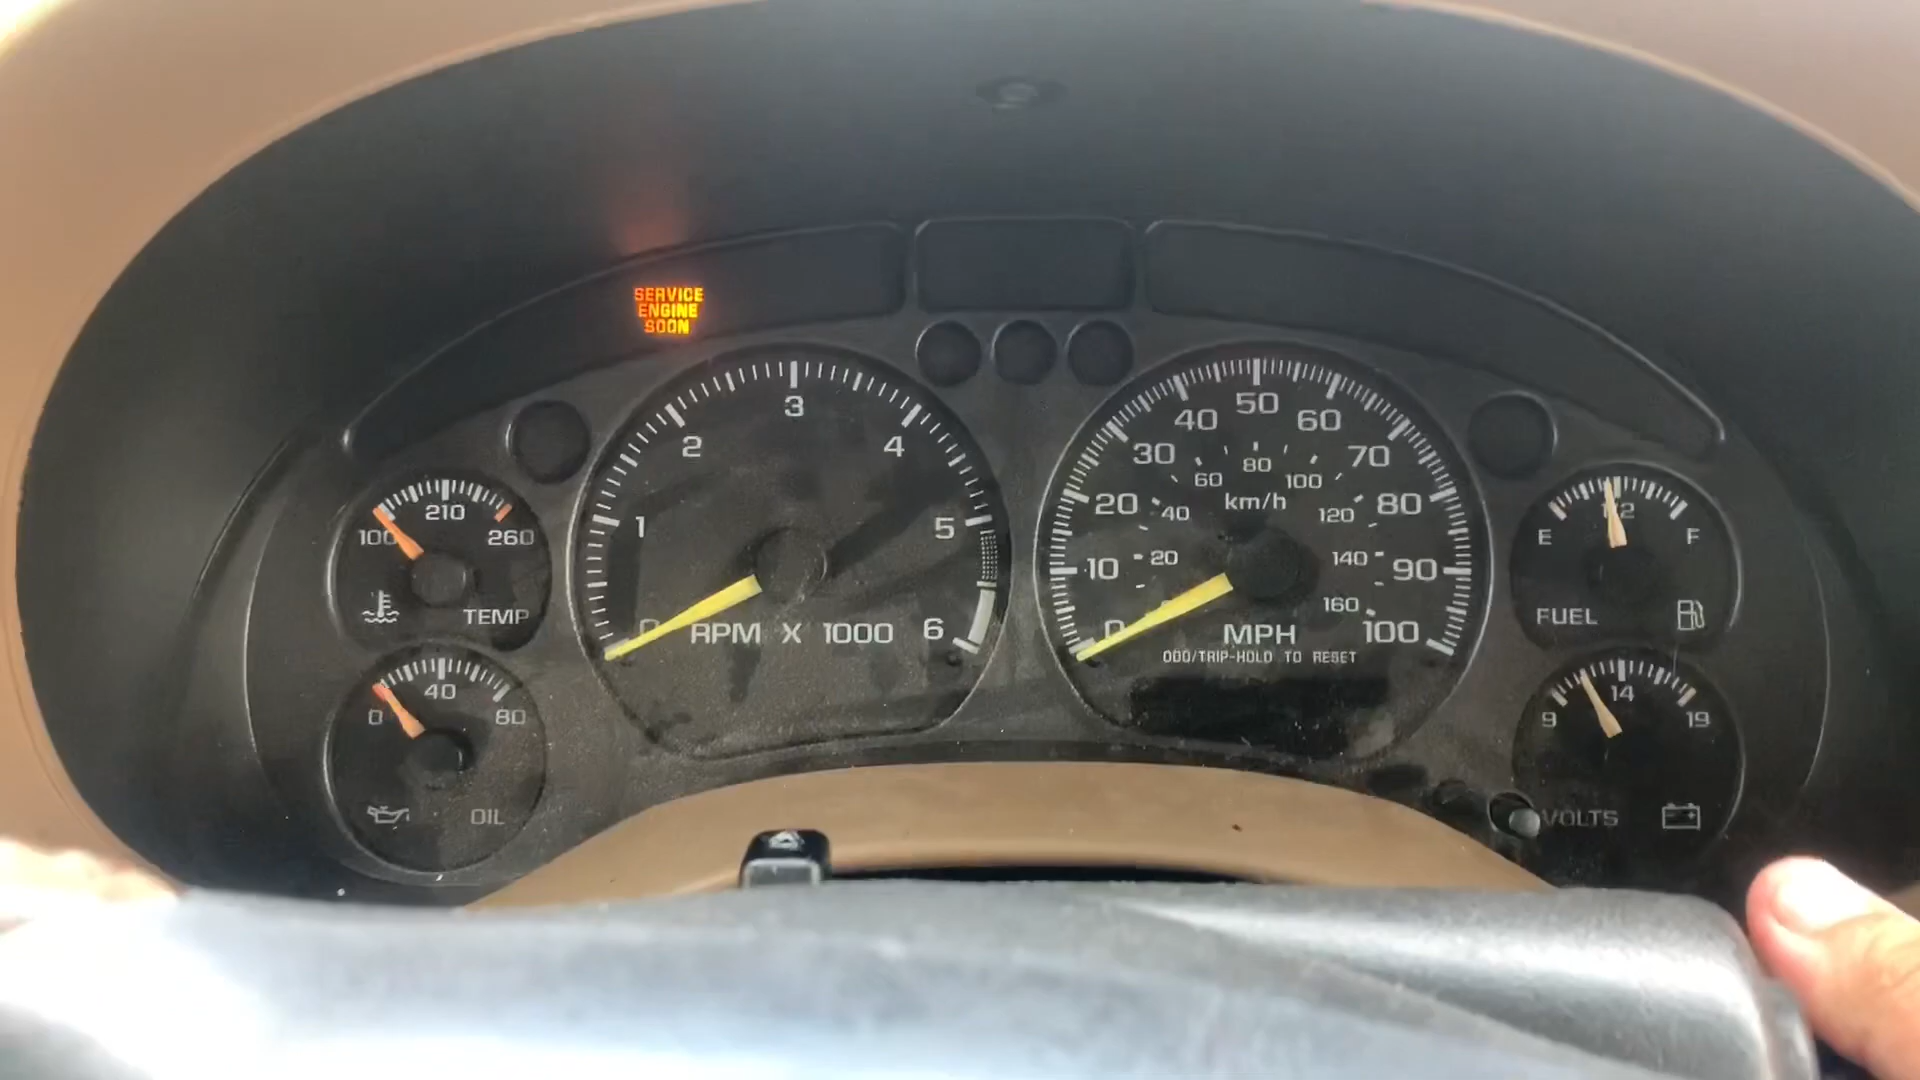 SERVICE
ENGINE
SOON
100 210 260
TEMP
0 40 80
OIL
0 1 2 3 4 5 6
RPM X 1000
0 10 20 30 40 50 60 70 80 90 100
20 40 60 80 100 120 140 160
km/h
MPH
ODO/TRIP-HOLD TO RESET
E 1/2 F
FUEL
9 14 19
VOLTS